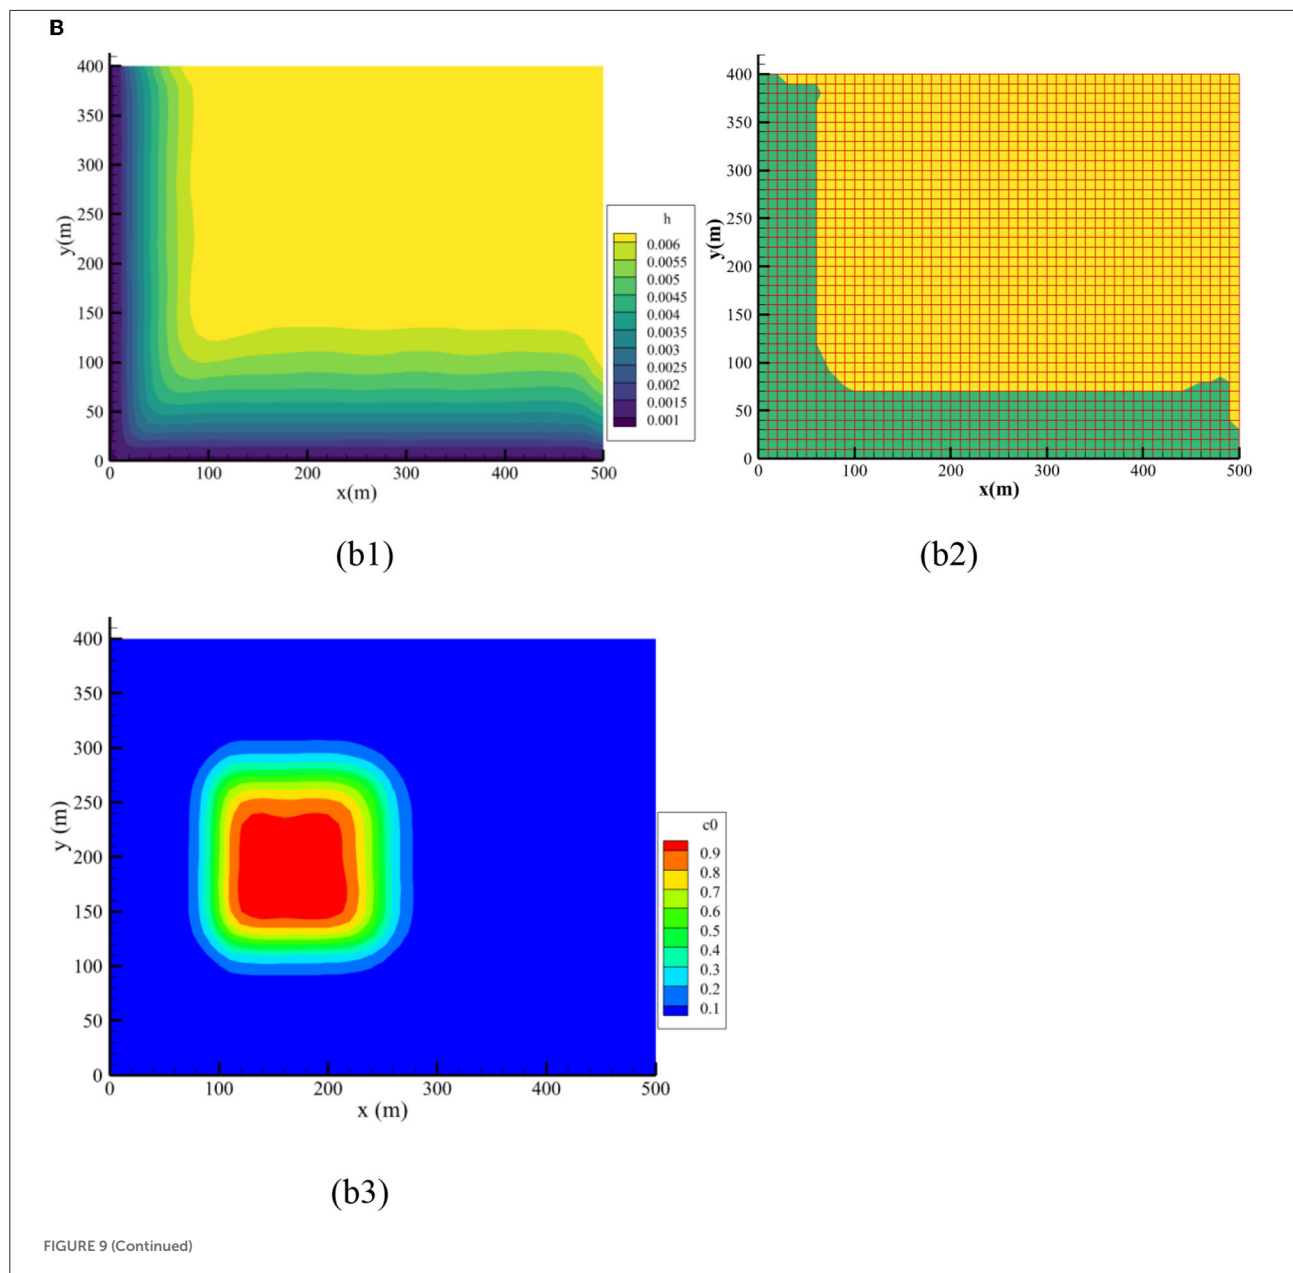 B
400
350
300
250
200
150
100
50
0
y(m)
0 100 200 300 400 500
x(m)
h
0.006
0.0055
0.005
0.0045
0.004
0.0035
0.003
0.0025
0.002
0.0015
0.001
(b1)
400
350
300
250
200
150
100
50
0
y(m)
0 100 200 300 400 500
x(m)
(b2)
400
350
300
250
200
150
100
50
0
y (m)
0 100 200 300 400 500
x (m)
c0
0.9
0.8
0.7
0.6
0.5
0.4
0.3
0.2
0.1
(b3)
FIGURE 9 (Continued)